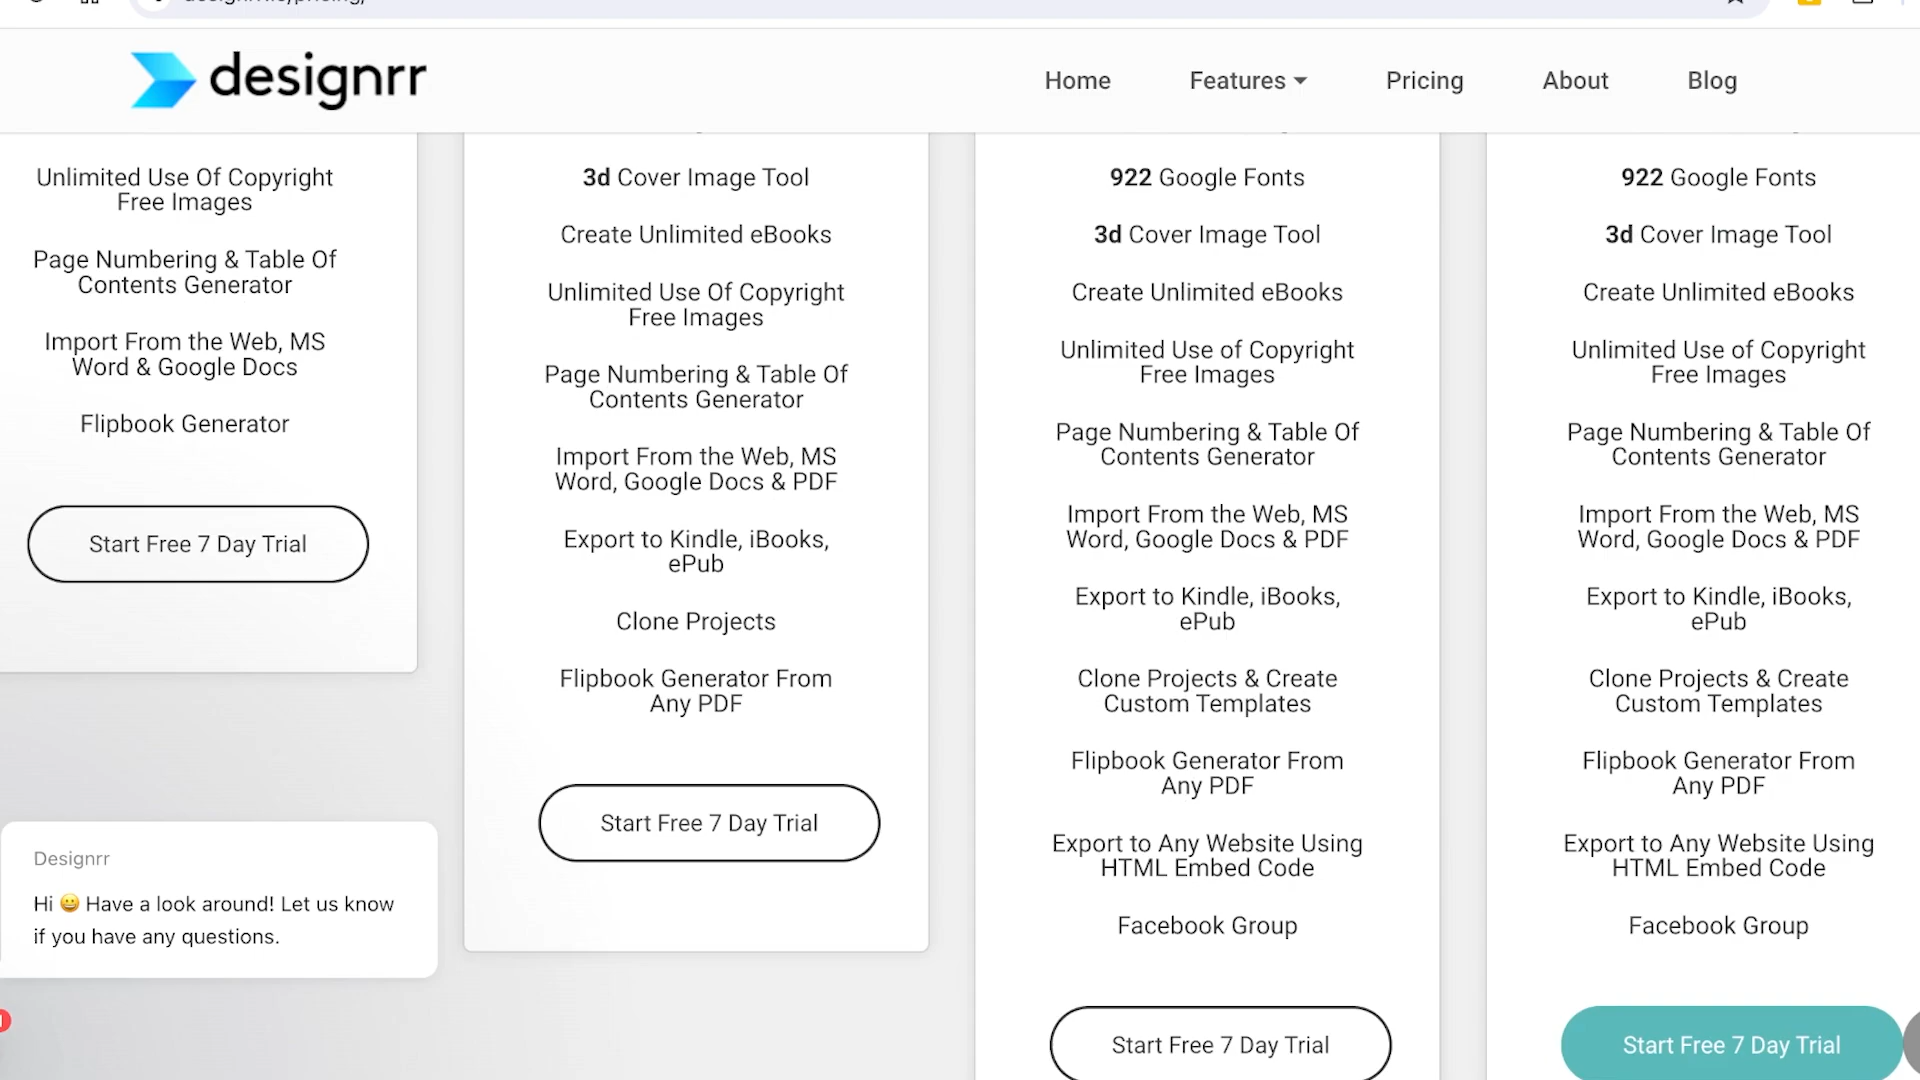 designrr
Home
Features
Pricing
About
Blog
Unlimited Use Of Copyright
Free Images
Page Numbering & Table Of
Contents Generator
Import From the Web, MS
Word & Google Docs
Flipbook Generator
Start Free 7 Day Trial
3d Cover Image Tool
Create Unlimited eBooks
Unlimited Use Of Copyright
Free Images
Page Numbering & Table Of
Contents Generator
Import From the Web, MS
Word, Google Docs & PDF
Export to Kindle, iBooks,
ePub
Clone Projects
Flipbook Generator From
Any PDF
Start Free 7 Day Trial
922 Google Fonts
3d Cover Image Tool
Create Unlimited eBooks
Unlimited Use of Copyright
Free Images
Page Numbering & Table Of
Contents Generator
Import From the Web, MS
Word, Google Docs & PDF
Export to Kindle, iBooks,
ePub
Clone Projects & Create
Custom Templates
Flipbook Generator From
Any PDF
Export to Any Website Using
HTML Embed Code
Facebook Group
Start Free 7 Day Trial
922 Google Fonts
3d Cover Image Tool
Create Unlimited eBooks
Unlimited Use of Copyright
Free Images
Page Numbering & Table Of
Contents Generator
Import From the Web, MS
Word, Google Docs & PDF
Export to Kindle, iBooks,
ePub
Clone Projects & Create
Custom Templates
Flipbook Generator From
Any PDF
Export to Any Website Using
HTML Embed Code
Facebook Group
Start Free 7 Day Trial
Designrr
Hi 😀 Have a look around! Let us know
if you have any questions.